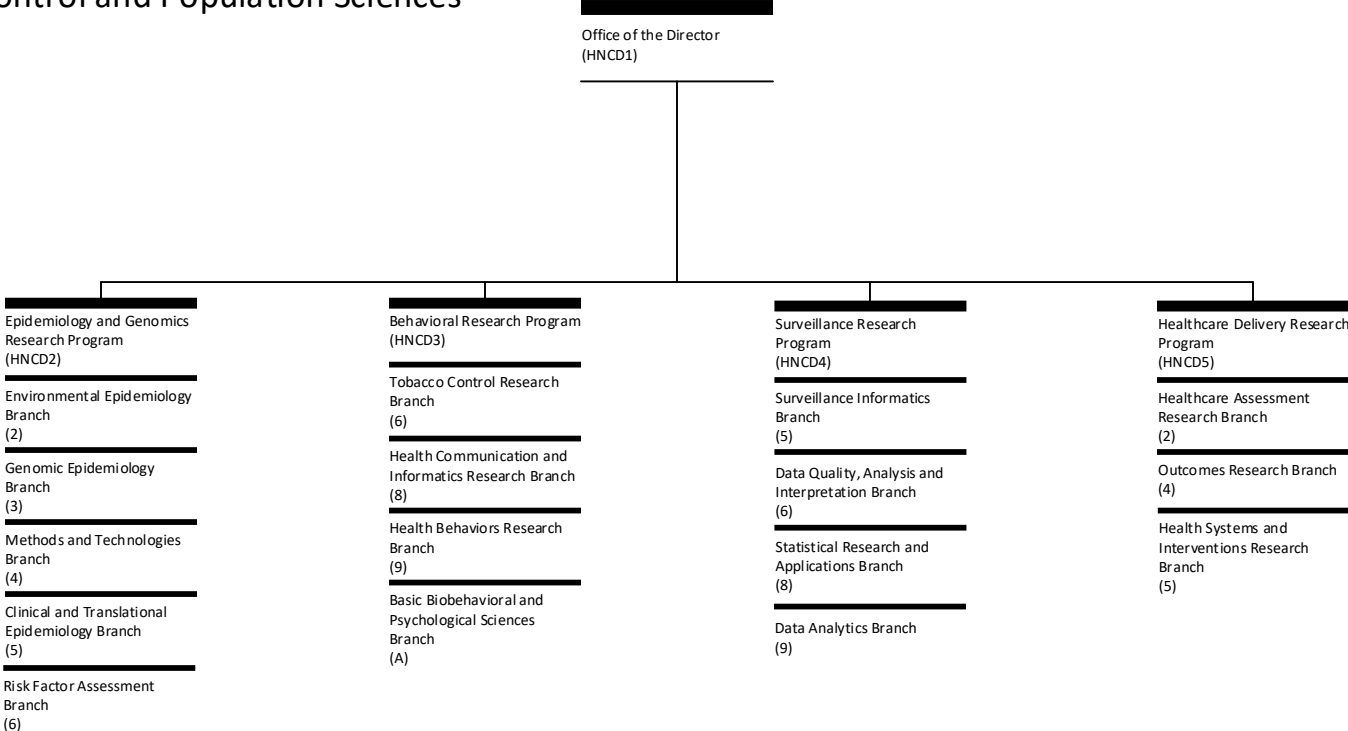 ontrol and Population Sciences
Office of the Director
(HNCD1)
Epidemiology and Genomics
Research Program
(HNCD2)
Environmental Epidemiology
Branch
(2)
Genomic Epidemiology
Branch
(3)
Methods and Technologies
Branch
(4)
Clinical and Translational
Epidemiology Branch
(5)
Risk Factor Assessment
Branch
(6)
Behavioral Research Program
(HNCD3)
Tobacco Control Research
Branch
(6)
Health Communication and
Informatics Research Branch
(8)
Health Behaviors Research
Branch
(9)
Basic Biobehavioral and
Psychological Sciences
Branch
(A)
Surveillance Research
Program
(HNCD4)
Surveillance Informatics
Branch
(5)
Data Quality, Analysis and
Interpretation Branch
(6)
Statistical Research and
Applications Branch
(8)
Data Analytics Branch
(9)
Healthcare Delivery Research
Program
(HNCD5)
Healthcare Assessment
Research Branch
(2)
Outcomes Research Branch
(4)
Health Systems and
Interventions Research
Branch
(5)